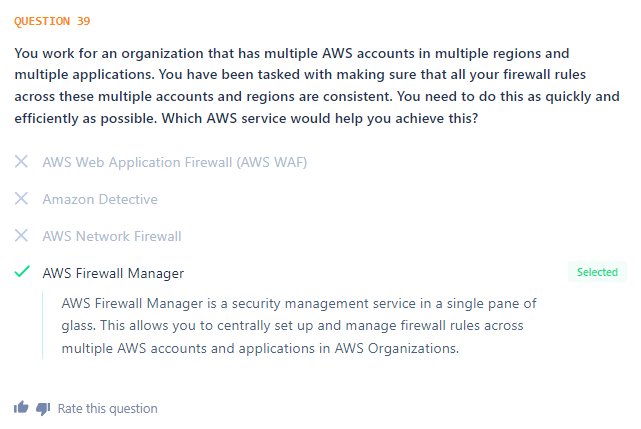 QUESTION 39
You work for an organization that has multiple AWS accounts in multiple regions and
multiple applications. You have been tasked with making sure that all your firewall rules
across these multiple accounts and regions are consistent. You need to do this as quickly and
efficiently as possible. Which AWS service would help you achieve this?
AWS Web Application Firewall (AWS WAF)
Amazon Detective
AWS Network Firewall
AWS Firewall Manager
Selected
AWS Firewall Manager is a security management service in a single pane of
glass. This allows you to centrally set up and manage firewall rules across
multiple AWS accounts and applications in AWS Organizations.
Rate this question